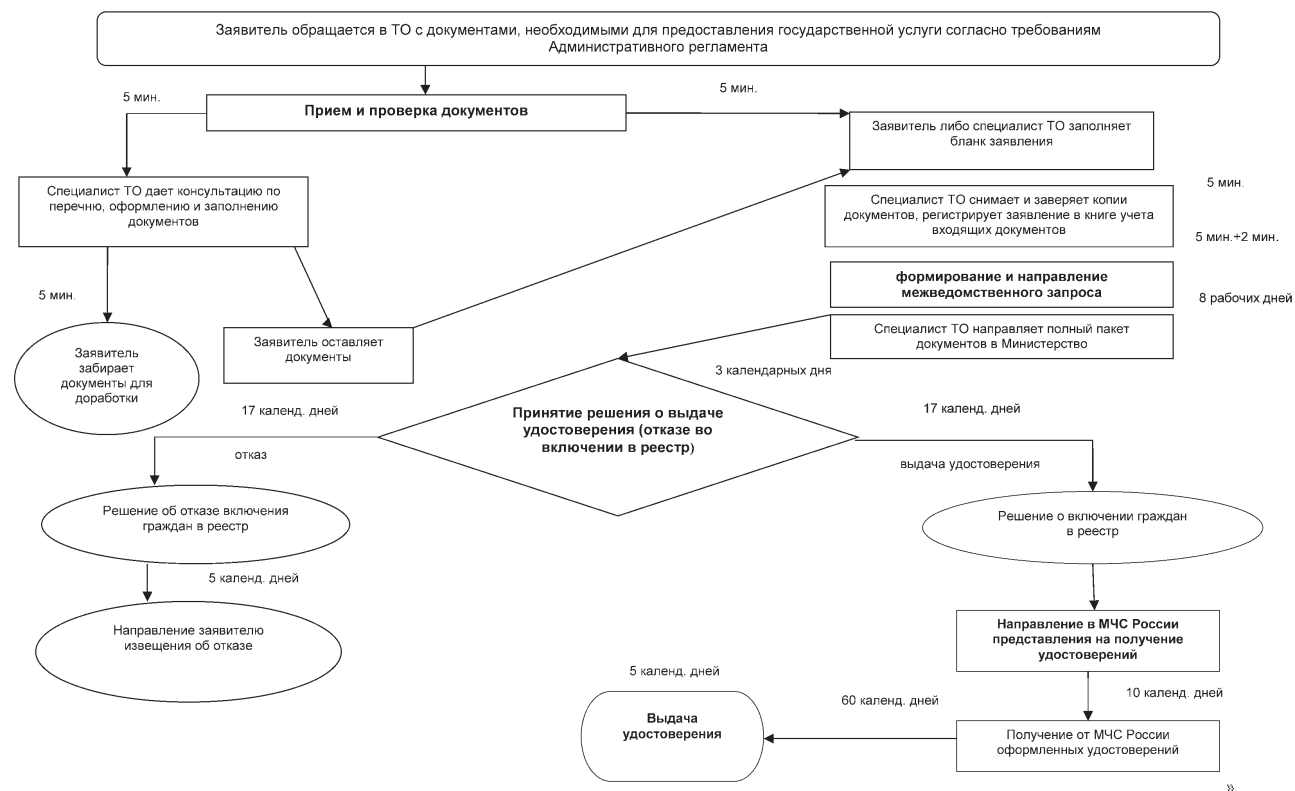 Заявитель обращается в ТО с документами, необходимыми для предоставления государственной услуги согласно требованиям
Административного регламента
5 мин.
Прием и проверка документов
5 мин.
Заявитель либо специалист ТО заполняет
бланк заявления
Специалист ТО дает консультацию по
перечню, оформлению и заполнению
документов
5 мин.
Специалист ТО снимает и заверяет копии
документов, регистрирует заявление в книге учета
входящих документов
5 мин.+2 мин.
формирование и направление
межведомственного запроса
8 рабочих дней
5 мин.
Заявитель
забирает
документы для
доработки
Заявитель оставляет
документы
Специалист ТО направляет полный пакет
документов в Министерство
3 календарных дня
17 календ. дней
Принятие решения о выдаче
удостоверения (отказе во
включении в реестр)
17 календ. дней
отказ
выдача удостоверения
Решение об отказе включения
граждан в реестр
Решение о включении граждан
в реестр
5 календ. дней
Направление заявителю
извещения об отказе
Направление в МЧС России
представления на получение
удостоверений
5 календ. дней
60 календ. дней
10 календ. дней
Выдача
удостоверения
Получение от МЧС России
оформленных удостоверений
»